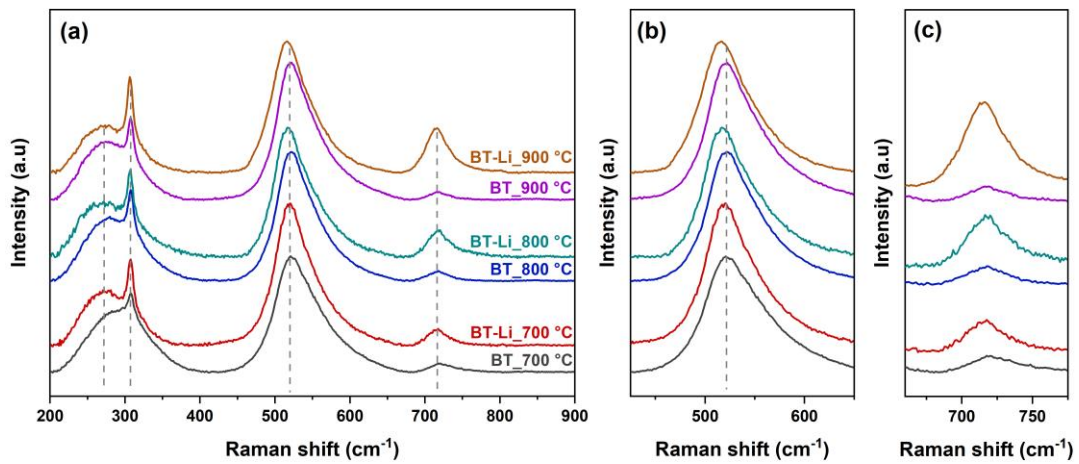 (a)
(b)
(c)
Intensity (a.u)
BT-Li_900 °C
BT_900 °C
BT-Li_800 °C
BT_800 °C
BT-Li_700 °C
BT_700 °C
200 300 400 500 600 700 800 900
Raman shift (cm⁻¹)
Intensity (a.u)
500 600
Raman shift (cm⁻¹)
Intensity (a.u)
700 750
Raman shift (cm⁻¹)